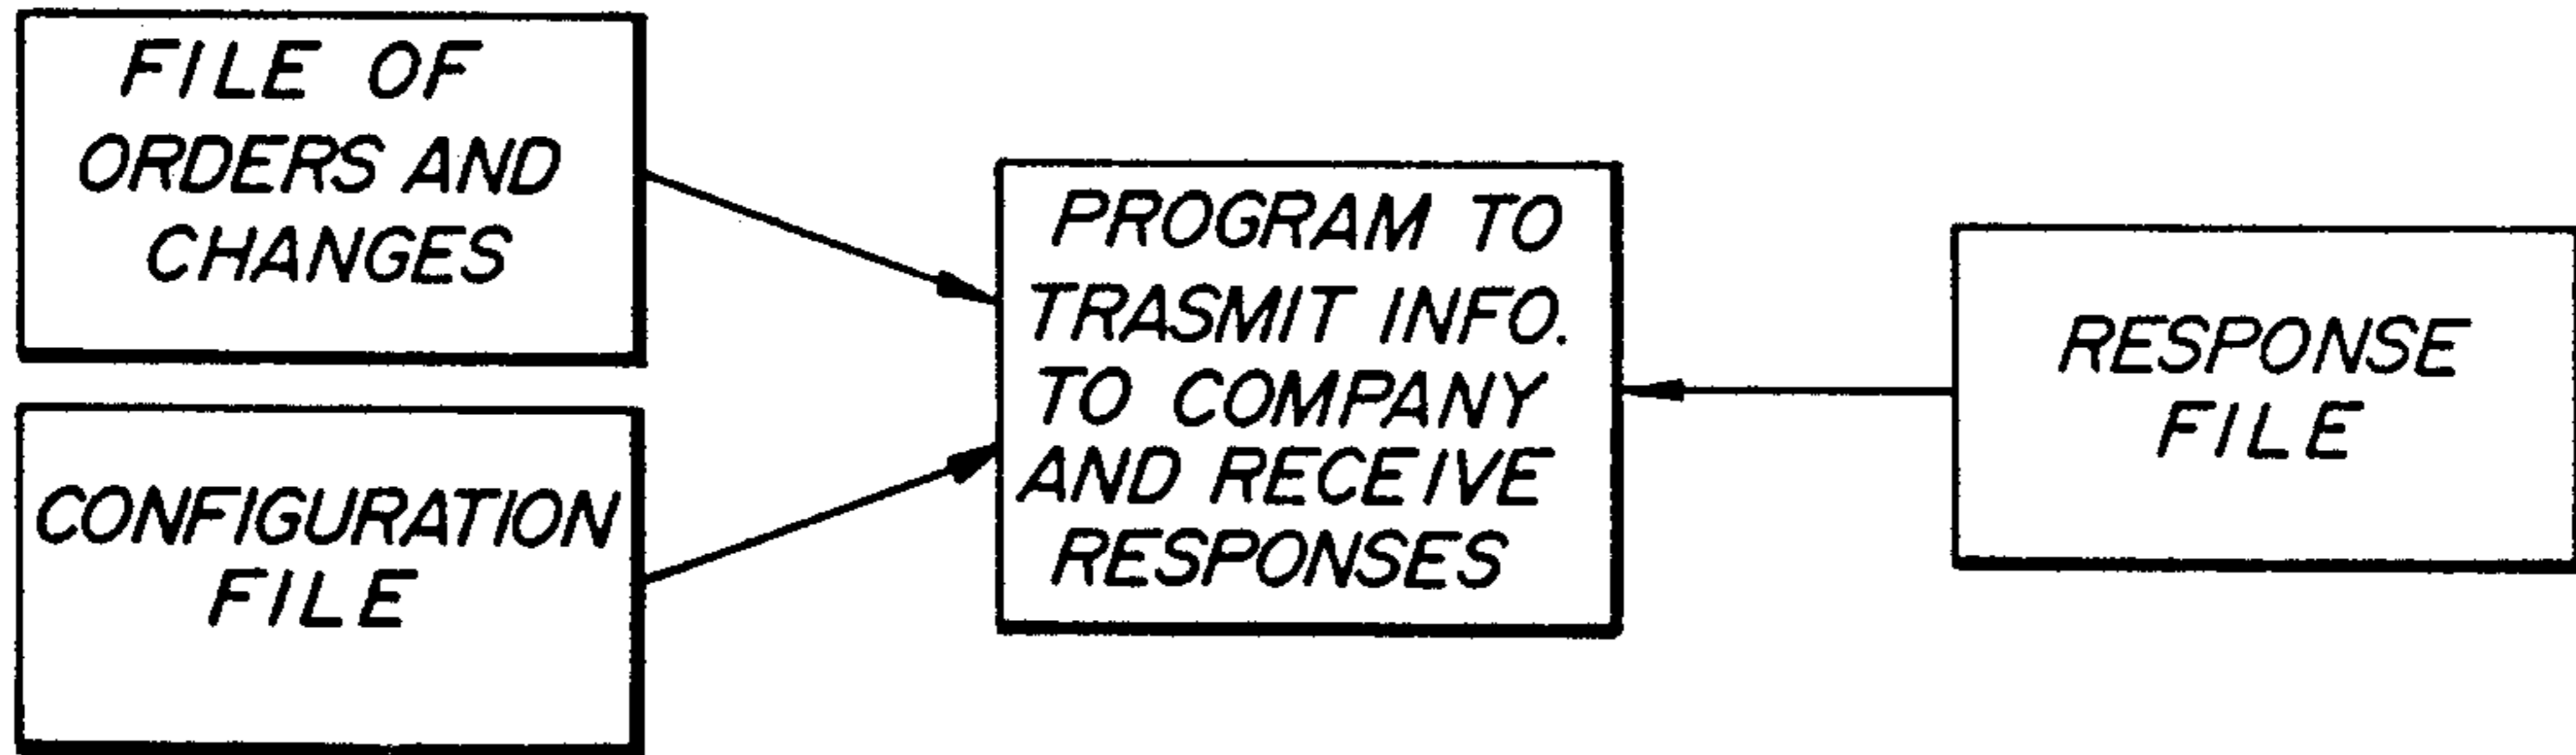 FILE OF
ORDERS AND
CHANGES
CONFIGURATION
FILE
PROGRAM TO
TRASMIT INFO.
TO COMPANY
AND RECEIVE
RESPONSES
RESPONSE
FILE